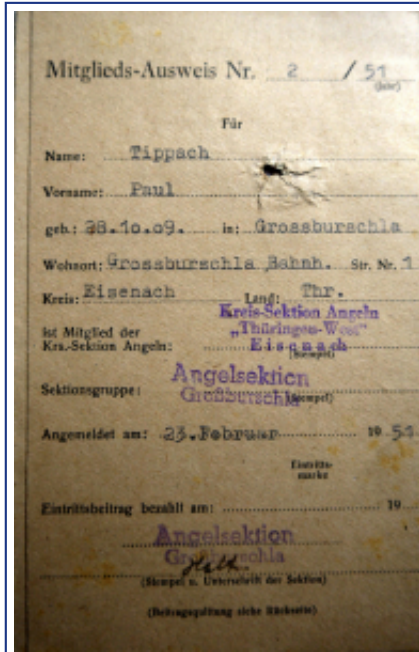 Mitglieds-Ausweis Nr. 2 / 51
(Jahr)
Für
Name: Tippach
Vorname: Paul
geb.: 28.10.09. in: Grossburschla
Wohnort: Grossburschla Bahnh. Str. Nr. 1
Kreis: Eisenach Land: Thr.
Kreis-Sektion Angeln
„Thüringen-West"
ist Mitglied der
Krs.-Sektion Angeln: Eisenach
(Stempel)
Angelsektion
Sektionsgruppe: Großburschla
(Stempel)
Angemeldet am: 23. Februar 19 51
Eintritts-
marke
Eintrittsbeitrag bezahlt am: 19
Angelsektion
Großburschla
(Stempel u. Unterschrift der Sektion)
(Beitragsquittung siehe Rückseite)